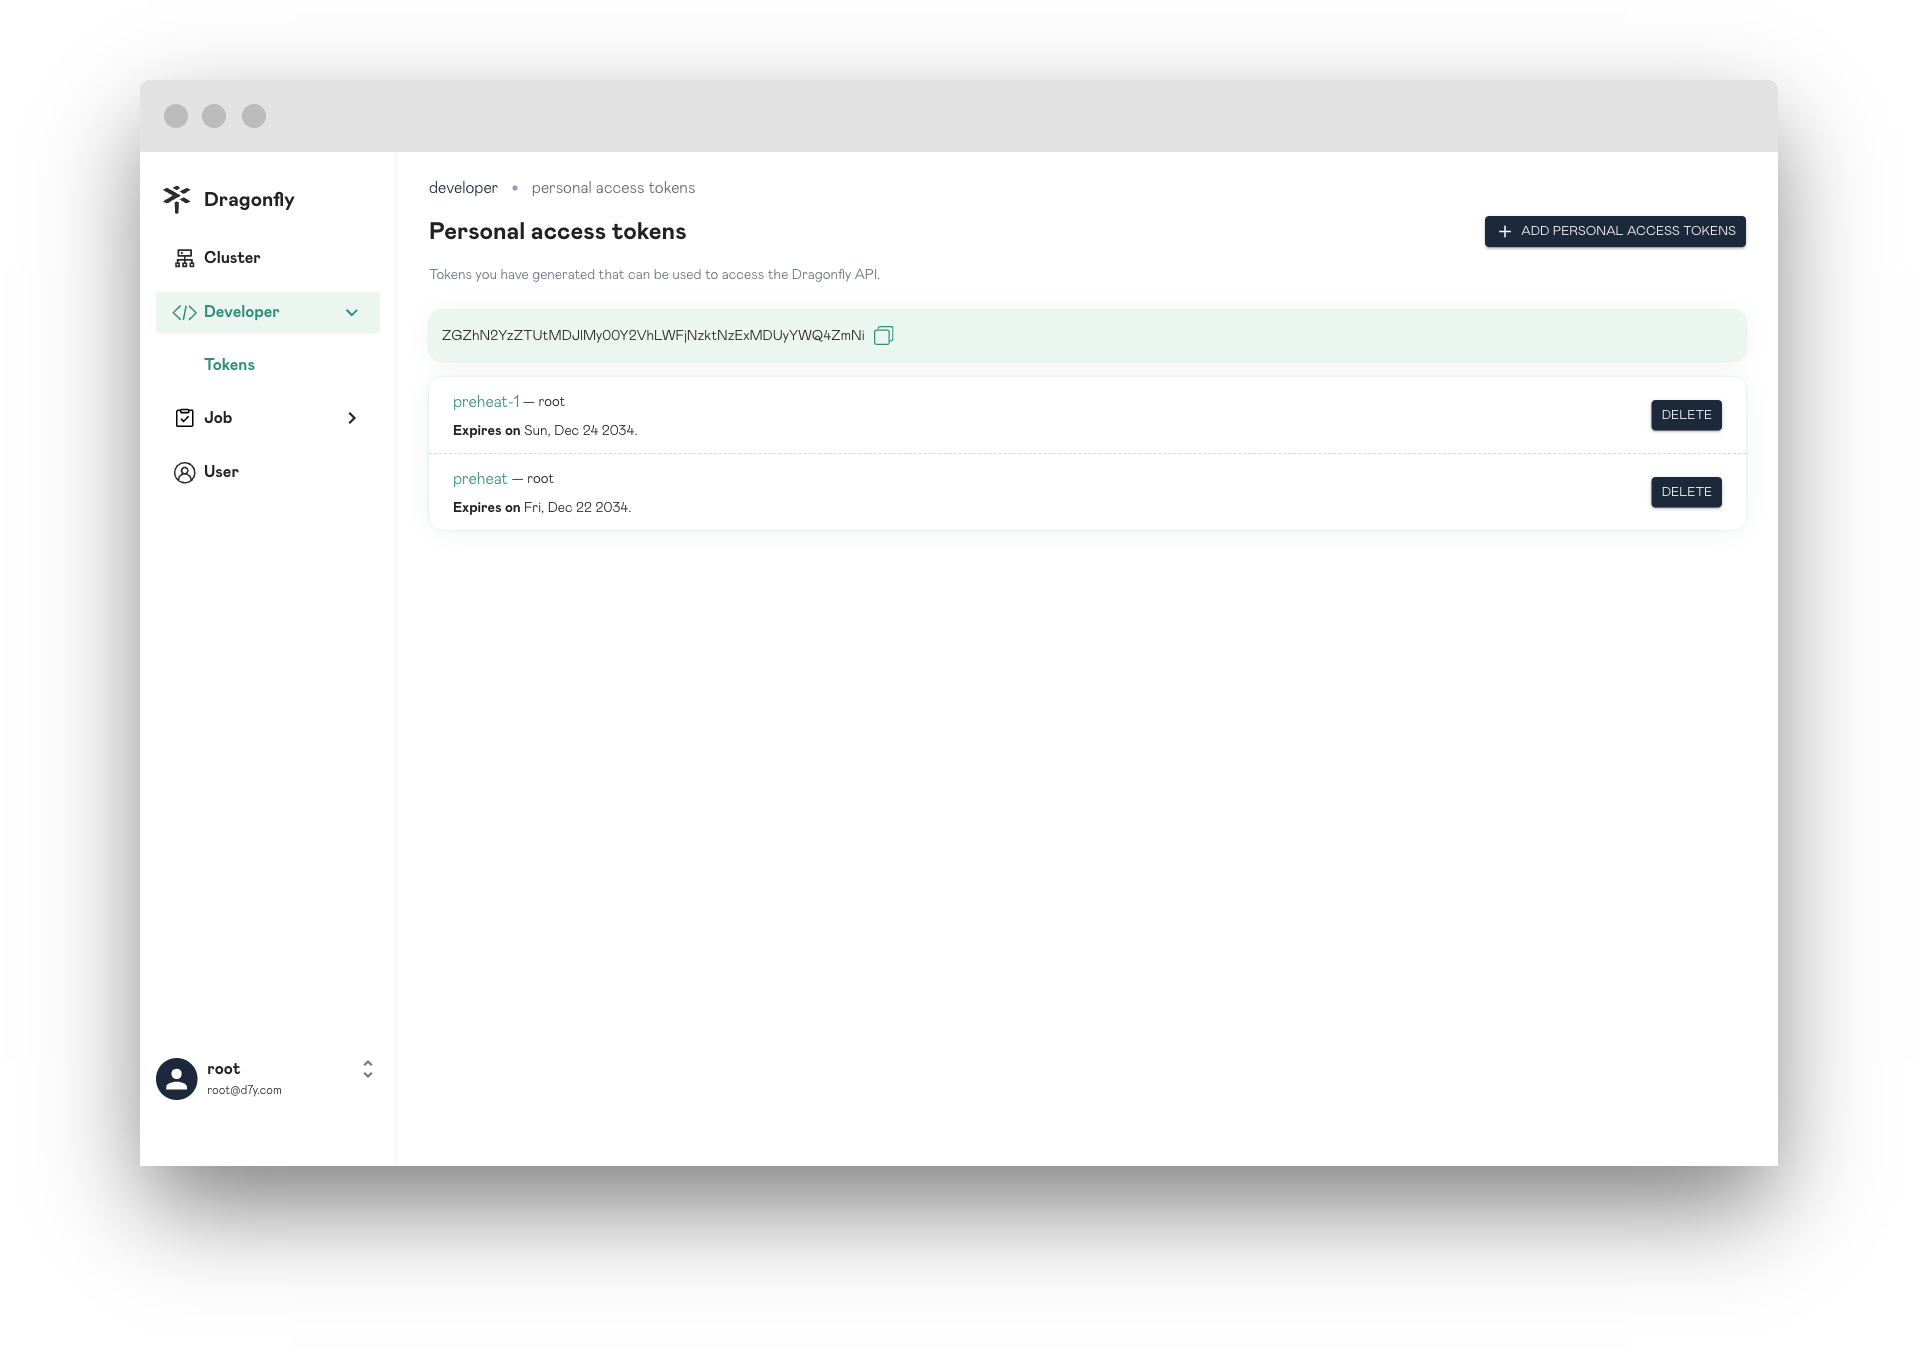 Dragonfly
Cluster
Developer
Tokens
Job
User
root
root@d7y.com
developer • personal access tokens
Personal access tokens
ADD PERSONAL ACCESS TOKENS
Tokens you have generated that can be used to access the Dragonfly API.
ZGZhN2YzZTUtMDJlMy00Y2VhLWFjNzktNzExMDUyYWQ4ZmNi
preheat-1 — root
Expires on Sun, Dec 24 2034.
DELETE
preheat — root
Expires on Fri, Dec 22 2034.
DELETE